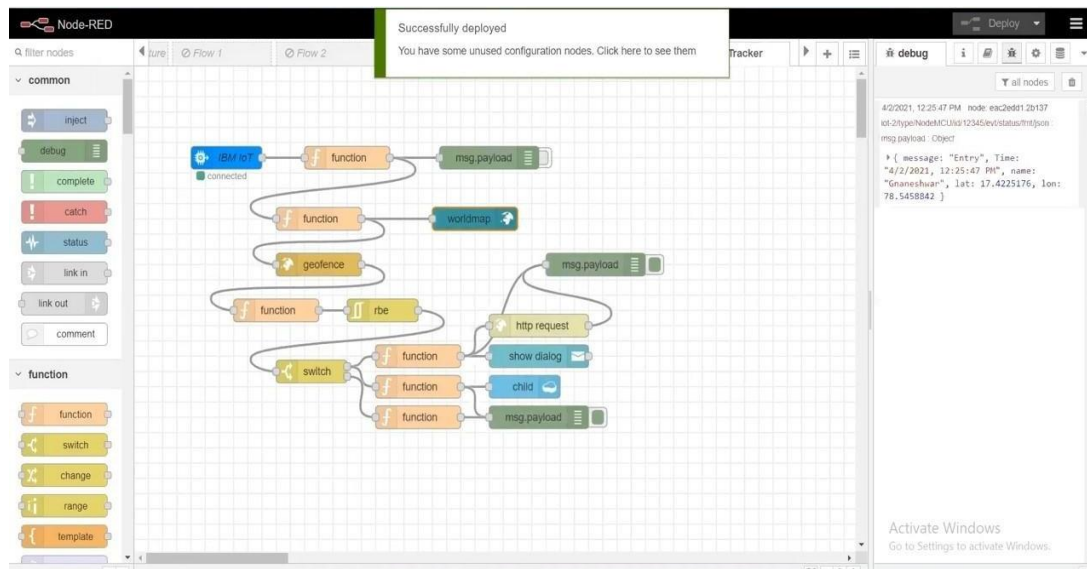 Node-RED
Successfully deployed
You have some unused configuration nodes. Click here to see them
Deploy
filter nodes
Flow 1
Flow 2
Tracker
debug
i
all nodes
common
inject
debug
complete
catch
status
link in
link out
comment
function
function
switch
change
range
template
IBM IoT
connected
function
msg.payload
function
worldmap
geofence
msg.payload
function
rbe
http request
switch
function
show dialog
function
child
function
msg.payload
4/2/2021, 12:25:47 PM node: eac2edd1.2b137
iot-2/type/NodeMCU/id/12345/evt/status/fmt/json :
msg.payload : Object
{ message: "Entry", Time:
"4/2/2021, 12:25:47 PM", name:
"Gnaneshwar", lat: 17.4225176, lon:
78.5458842 }
Activate Windows
Go to Settings to activate Windows.